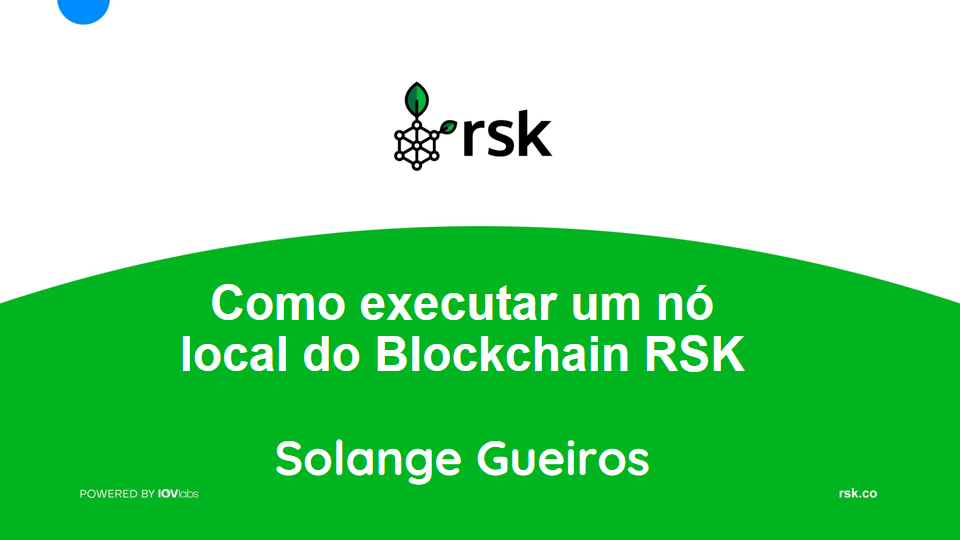 rsk
Como executar um nó
local do Blockchain RSK
Solange Gueiros
POWERED BY IOVlabs
rsk.co